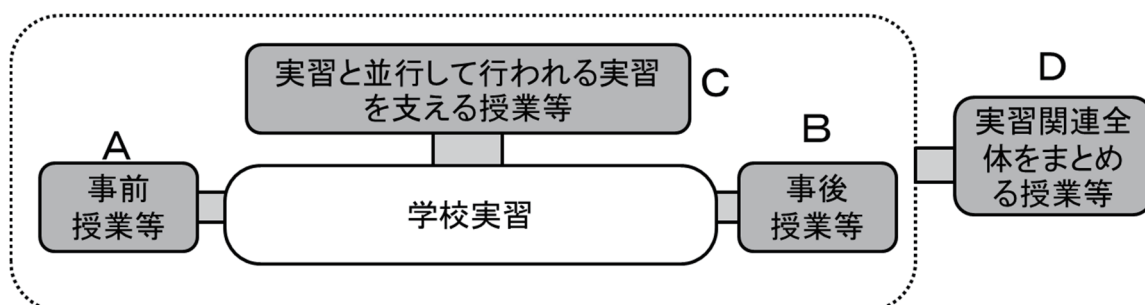 実習と並行して行われる実習
を支える授業等
C
D
実習関連全
体をまとめ
る授業等
A
事前
授業等
学校実習
B
事後
授業等